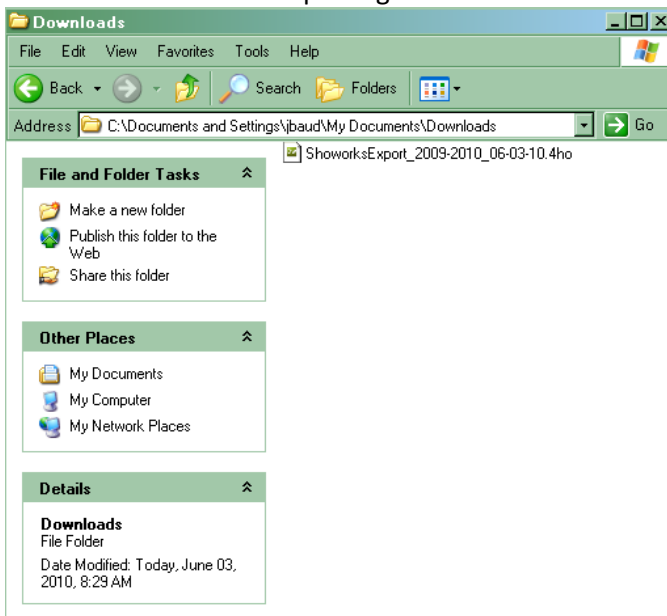 Downloads
File Edit View Favorites Tools Help
Back Search Folders
Address C:\Documents and Settings\jbaud\My Documents\Downloads Go
ShoworksExport_2009-2010_06-03-10.4ho
File and Folder Tasks
Make a new folder
Publish this folder to the
Web
Share this folder
Other Places
My Documents
My Computer
My Network Places
Details
Downloads
File Folder
Date Modified: Today, June 03,
2010, 8:29 AM